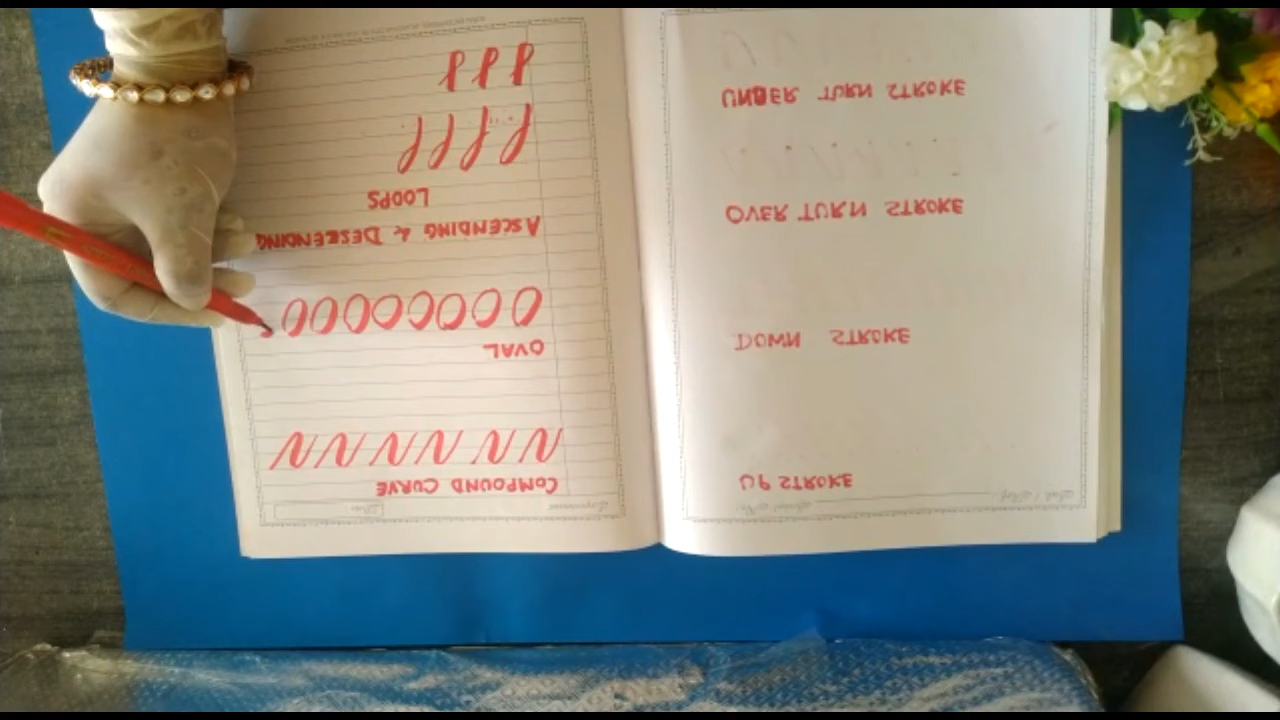 UP STROKE
DOWN STROKE
OVER TURN STROKE
UNDER TURN STROKE
COMPOUND CURVE
OVAL
ASCENDING & DESCENDING
LOOPS